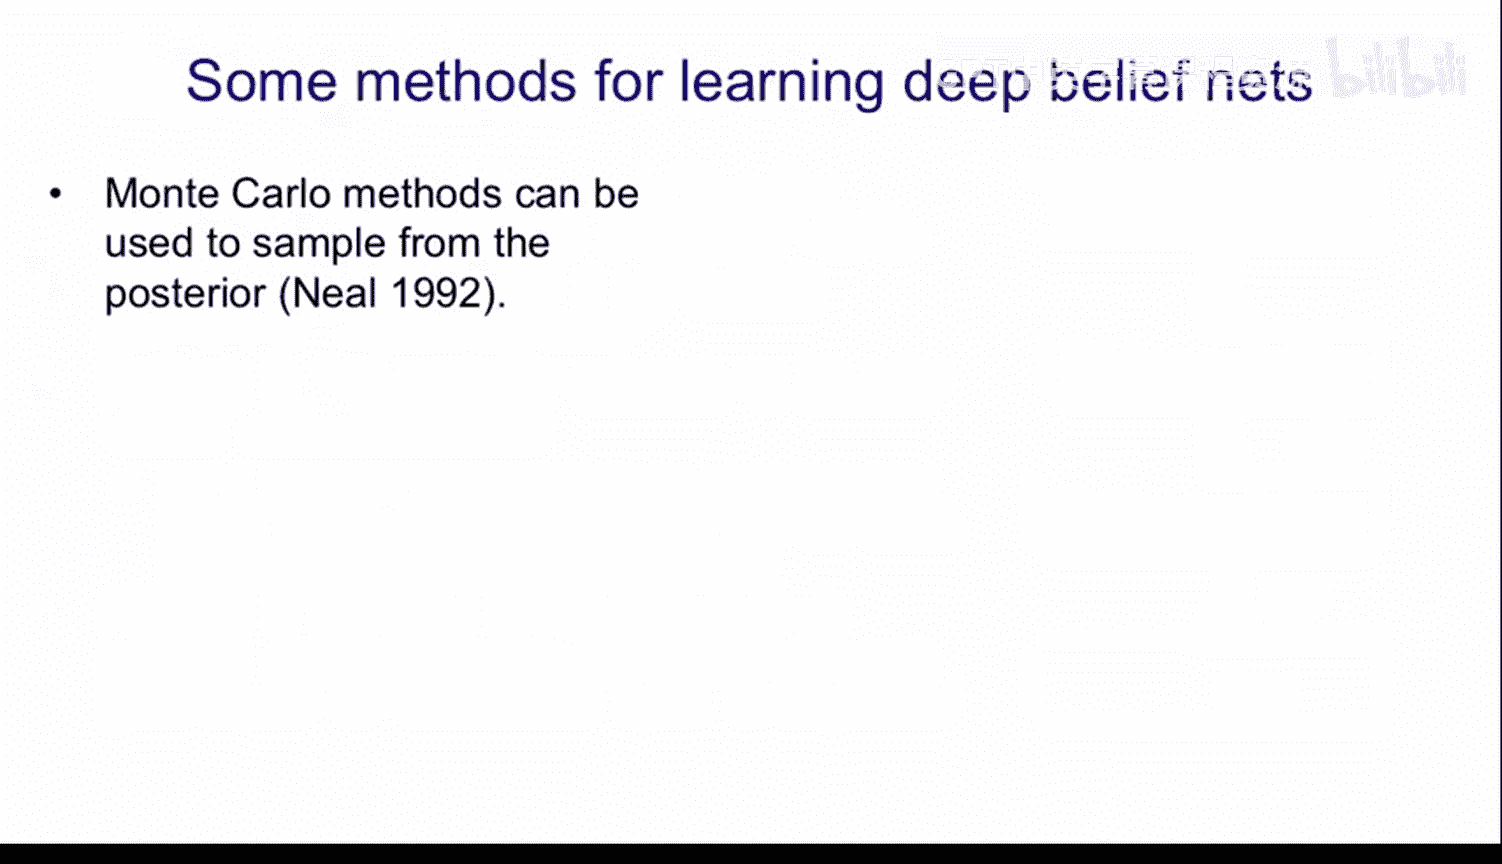 Some methods for learning deep belief nets
bilibili
• Monte Carlo methods can be
used to sample from the
posterior (Neal 1992).